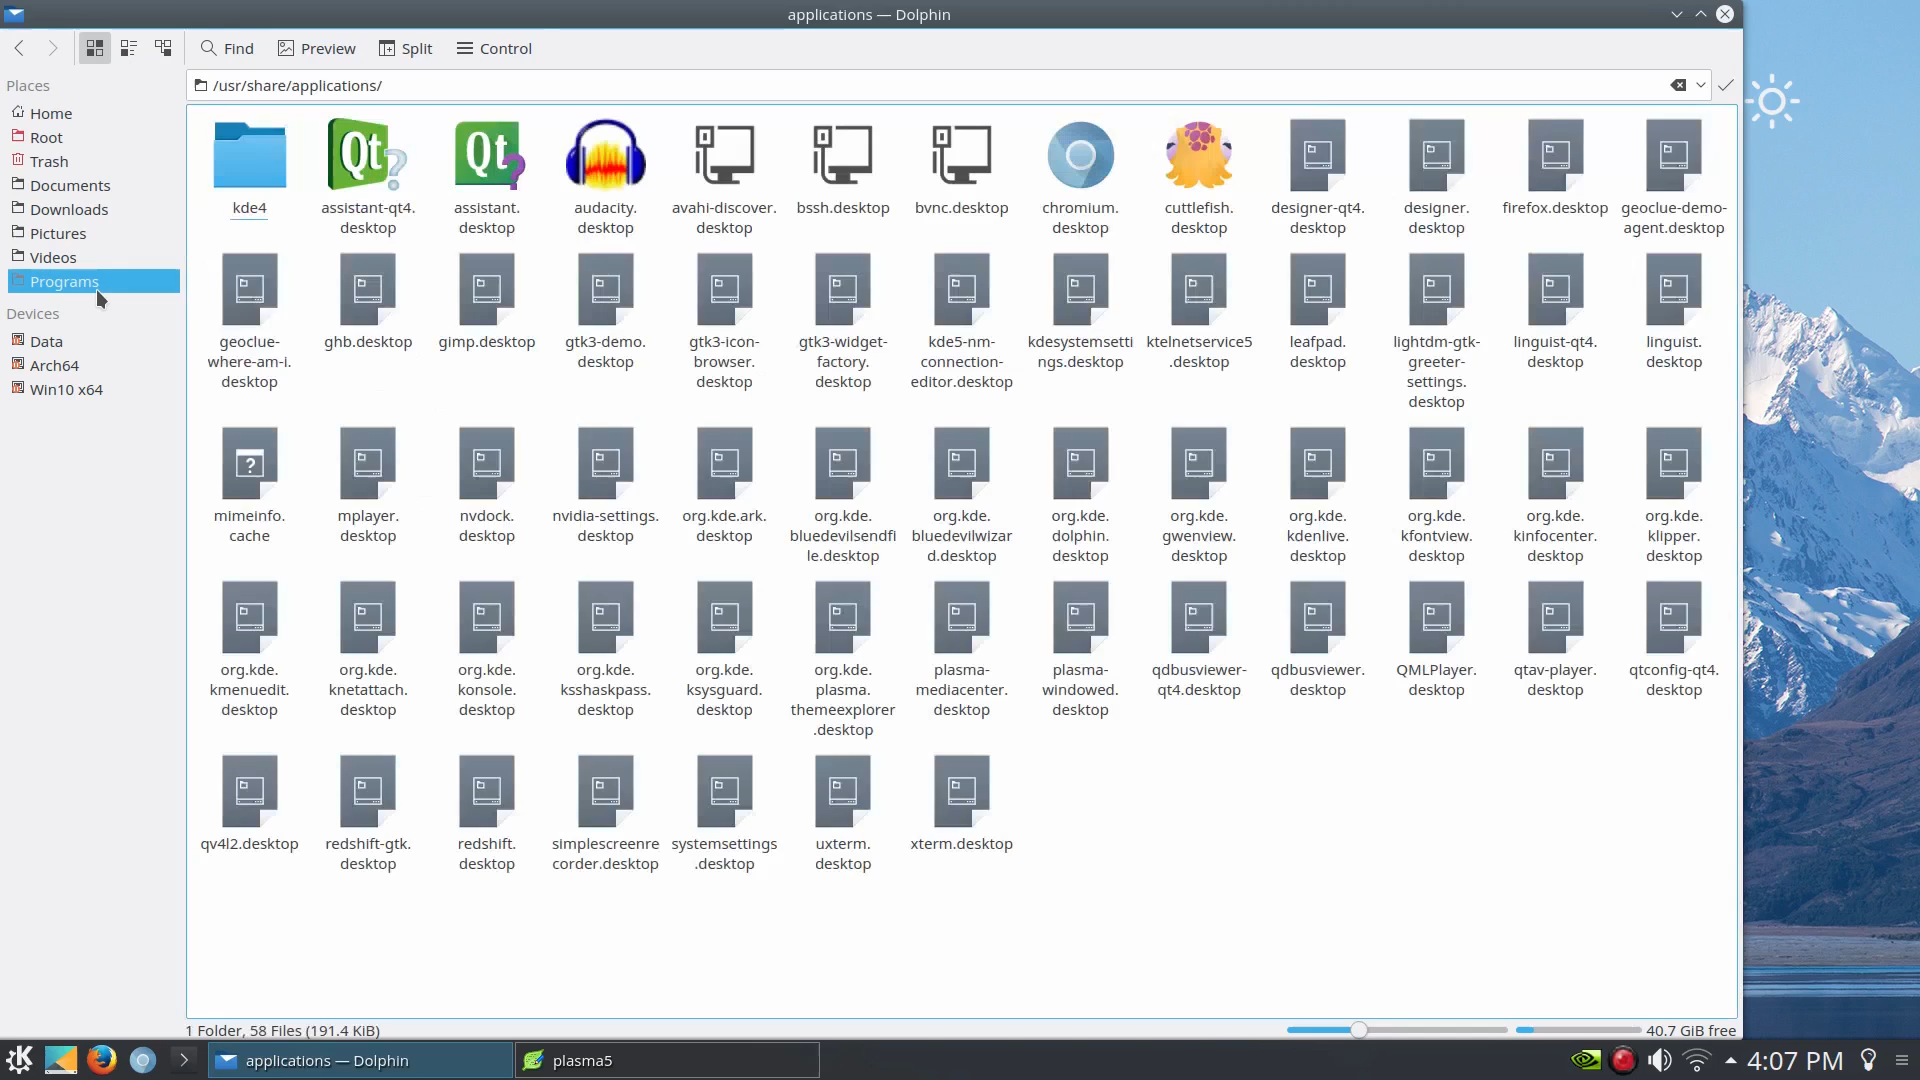 applications — Dolphin
Find
Preview
Split
Control
Places
Home
Root
Trash
Documents
Downloads
Pictures
Videos
Programs
Devices
Data
Arch64
Win10 x64
/usr/share/applications/
kde4
Qt
assistant-qt4.
desktop
Qt
assistant.
desktop
audacity.
desktop
avahi-discover.
desktop
bssh.desktop
bvnc.desktop
chromium.
desktop
cuttlefish.
desktop
designer-qt4.
desktop
designer.
desktop
firefox.desktop
geoclue-demo-
agent.desktop
geoclue-
where-am-i.
desktop
ghb.desktop
gimp.desktop
gtk3-demo.
desktop
gtk3-icon-
browser.
desktop
gtk3-widget-
factory.
desktop
kde5-nm-
connection-
editor.desktop
kdesystemsetti
ngs.desktop
ktelnetservice5
.desktop
leafpad.
desktop
lightdm-gtk-
greeter-
settings.
desktop
linguist-qt4.
desktop
linguist.
desktop
mimeinfo.
cache
mplayer.
desktop
nvdock.
desktop
nvidia-settings.
desktop
org.kde.ark.
desktop
org.kde.
bluedevilsendfi
le.desktop
org.kde.
bluedevilwizar
d.desktop
org.kde.
dolphin.
desktop
org.kde.
gwenview.
desktop
org.kde.
kdenlive.
desktop
org.kde.
kfontview.
desktop
org.kde.
kinfocenter.
desktop
org.kde.
klipper.
desktop
org.kde.
kmenuedit.
desktop
org.kde.
knetattach.
desktop
org.kde.
konsole.
desktop
org.kde.
ksshaskpass.
desktop
org.kde.
ksysguard.
desktop
org.kde.
plasma.
themeexplorer
.desktop
plasma-
mediacenter.
desktop
plasma-
windowed.
desktop
qdbusviewer-
qt4.desktop
qdbusviewer.
desktop
QMLPlayer.
desktop
qtav-player.
desktop
qtconfig-qt4.
desktop
qv4l2.desktop
redshift-gtk.
desktop
redshift.
desktop
simplescreenre
corder.desktop
systemsettings
.desktop
uxterm.
desktop
xterm.desktop
1 Folder, 58 Files (191.4 KiB)
40.7 GiB free
applications — Dolphin
plasma5
4:07 PM